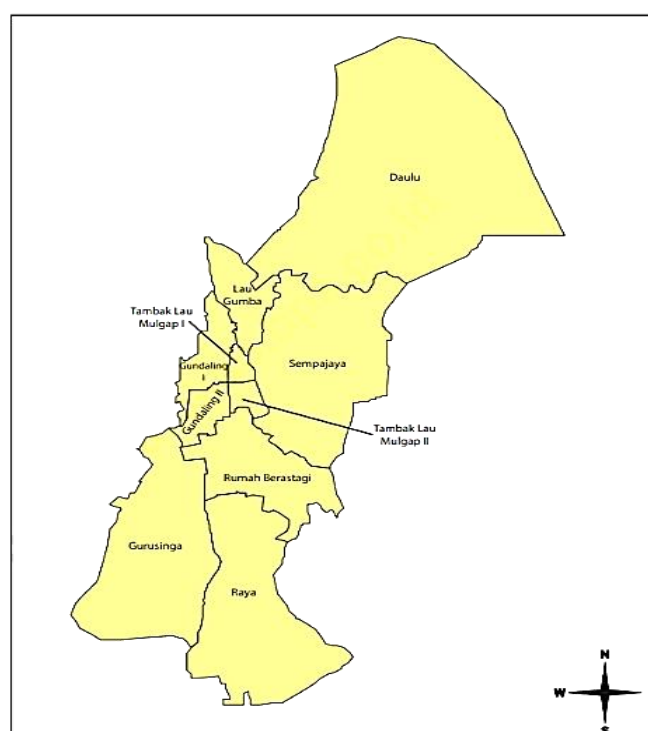 Daulu
Lau
Gumba
Tambak Lau
Mulgap I
Sempajaya
Gundaling
I
Gundaling II
Tambak Lau
Mulgap II
Rumah Berastagi
Gurusinga
Raya
N
W
S